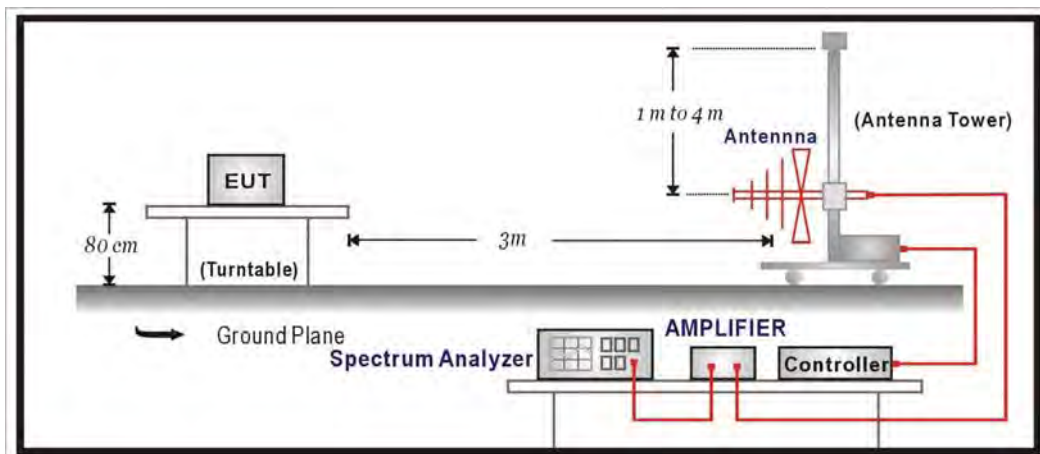 1 m to 4 m
Antennna
(Antenna Tower)
EUT
80 cm
3m
(Turntable)
Ground Plane
AMPLIFIER
Spectrum Analyzer
Controller